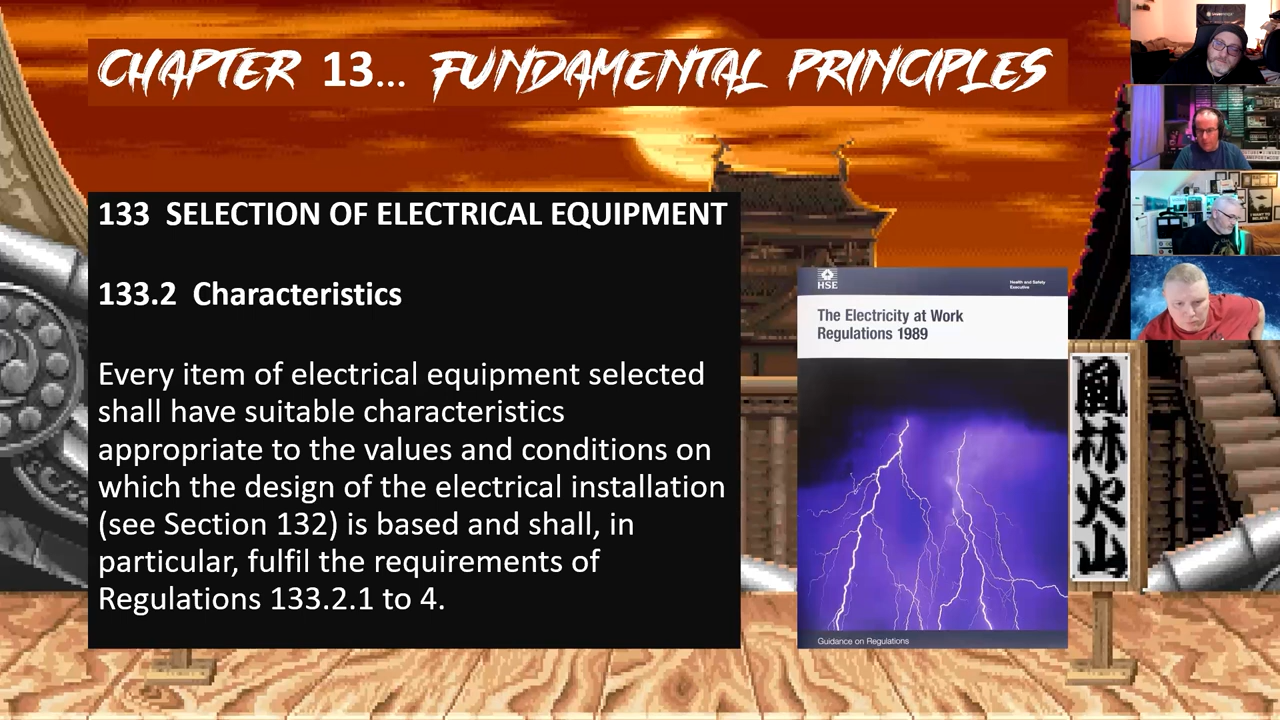 CHAPTER 13... FUNDAMENTAL PRINCIPLES
133 SELECTION OF ELECTRICAL EQUIPMENT
133.2 Characteristics
Every item of electrical equipment selected
shall have suitable characteristics
appropriate to the values and conditions on
which the design of the electrical installation
(see Section 132) is based and shall, in
particular, fulfil the requirements of
Regulations 133.2.1 to 4.
HSE
Health and Safety
Executive
The Electricity at Work
Regulations 1989
Guidance on Regulations
風林火山
I WANT TO
BELIEVE